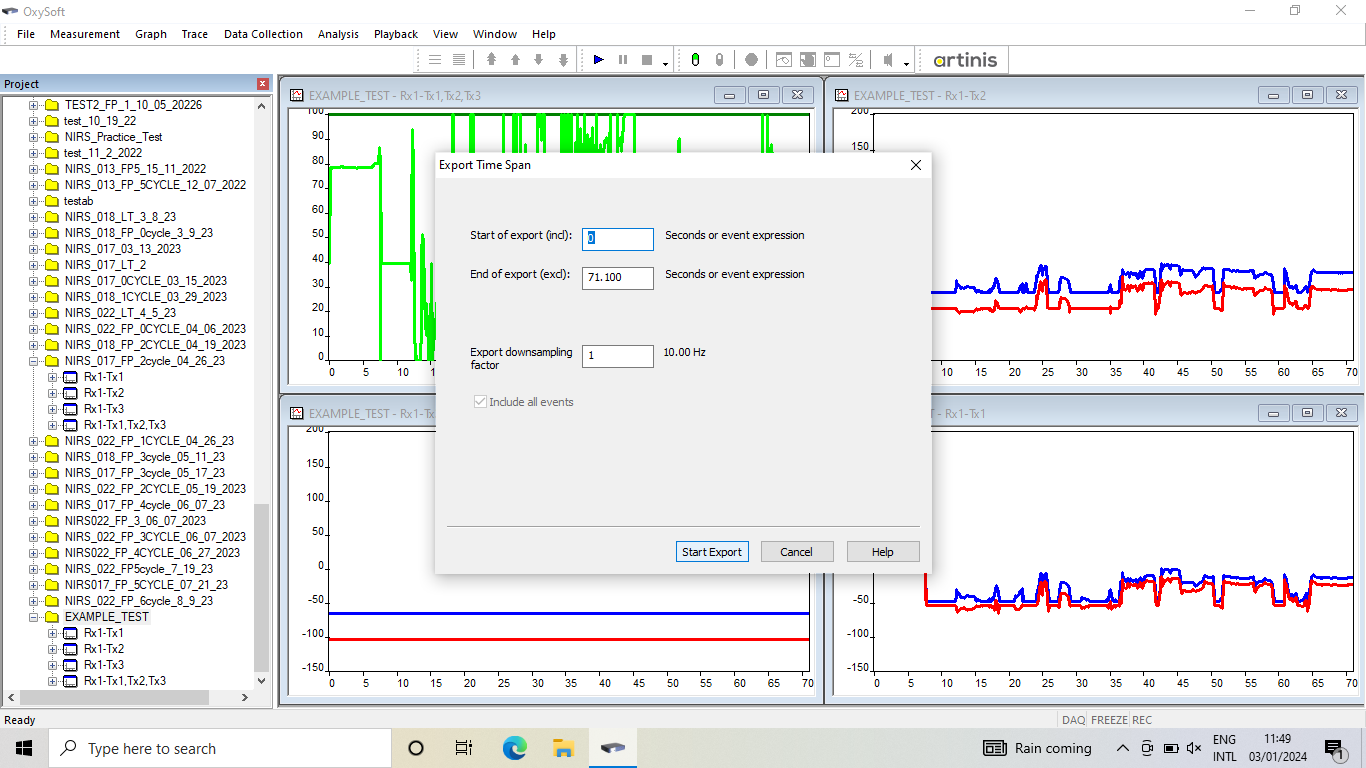 OxySoft
File Measurement Graph Trace Data Collection Analysis Playback View Window Help
artinis
Project
TEST2_FP_1_10_05_20226
test_10_19_22
NIRS_Practice_Test
test_11_2_2022
NIRS_013_FP5_15_11_2022
NIRS_013_FP_5CYCLE_12_07_2022
testab
NIRS_018_LT_3_8_23
NIRS_018_FP_0cycle_3_9_23
NIRS_017_03_13_2023
NIRS_017_LT_2
NIRS_017_0CYCLE_03_15_2023
NIRS_018_1CYCLE_03_29_2023
NIRS_022_LT_4_5_23
NIRS_022_FP_0CYCLE_04_06_2023
NIRS_018_FP_2CYCLE_04_19_2023
NIRS_017_FP_2cycle_04_26_23
Rx1-Tx1
Rx1-Tx2
Rx1-Tx3
Rx1-Tx1,Tx2,Tx3
NIRS_022_FP_1CYCLE_04_26_23
NIRS_018_FP_3cycle_05_11_23
NIRS_017_FP_3cycle_05_17_23
NIRS_022_FP_2CYCLE_05_19_2023
NIRS_017_FP_4cycle_06_07_23
NIRS022_FP_3_06_07_2023
NIRS_022_FP_3CYCLE_06_07_23
NIRS022_FP_4CYCLE_06_27_2023
NIRS_022_FP5cycle_7_19_23
NIRS017_FP_5CYCLE_07_21_23
NIRS_022_FP_6cycle_8_9_23
EXAMPLE_TEST
Rx1-Tx1
Rx1-Tx2
Rx1-Tx3
Rx1-Tx1,Tx2,Tx3
EXAMPLE_TEST - Rx1-Tx1,Tx2,Tx3
100
90
80
70
60
50
40
30
20
10
0
0 5 10 15
EXAMPLE_TEST - Rx1-Tx2
200
150
30 35 40 45 50 55 60 65 70
EXAMPLE_TEST - Rx1-Tx
200
150
100
50
0
-50
-100
-150
0 5 10 15 20 25 30 35 40 45 50 55 60 65 70
T - Rx1-Tx1
-50
-100
-150
0 5 10 15 20 25 30 35 40 45 50 55 60 65 70
Export Time Span
Start of export (incl): 0 Seconds or event expression
End of export (excl): 71.100 Seconds or event expression
Export downsampling factor 1 10.00 Hz
Include all events
Start Export Cancel Help
Ready
DAQ FREEZE REC
Type here to search
Rain coming
ENG
INTL
11:49
03/01/2024
1